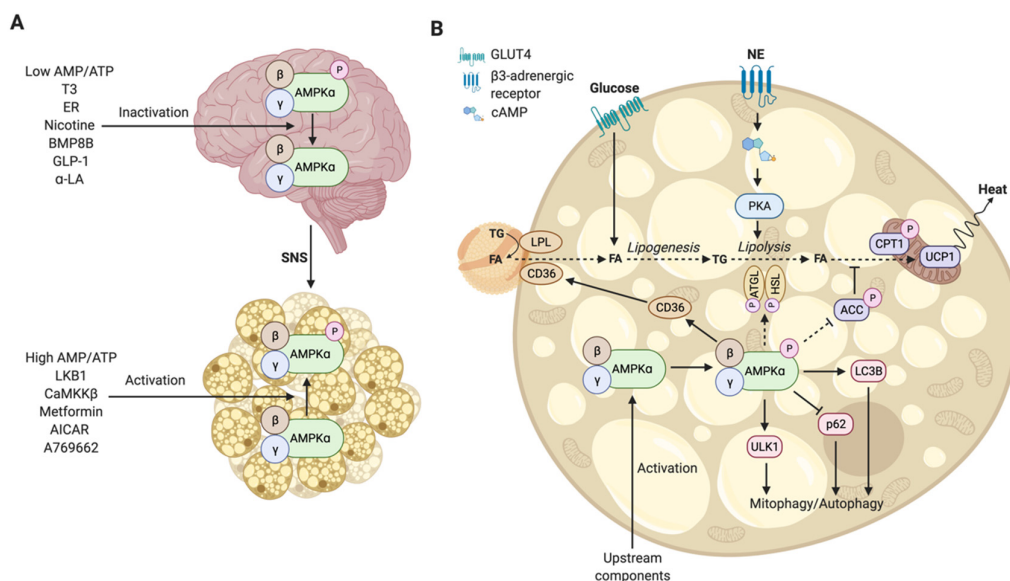 A
Low AMP/ATP
T3
ER
Nicotine
BMP8B
GLP-1
α-LA
Inactivation
β
γ
AMPKα
P
β
γ
AMPKα
SNS
High AMP/ATP
LKB1
CaMKKβ
Metformin
AICAR
A769662
Activation
β
γ
AMPKα
P
β
γ
AMPKα
B
GLUT4
β3-adrenergic
receptor
cAMP
Glucose
NE
PKA
Heat
TG
LPL
FA
CD36
FA
Lipogenesis
TG
Lipolysis
FA
CPT1
P
UCP1
ATGL
HSL
P
P
ACC
P
CD36
β
γ
AMPKα
β
γ
AMPKα
P
LC3B
p62
ULK1
Activation
Mitophagy/Autophagy
Upstream
components